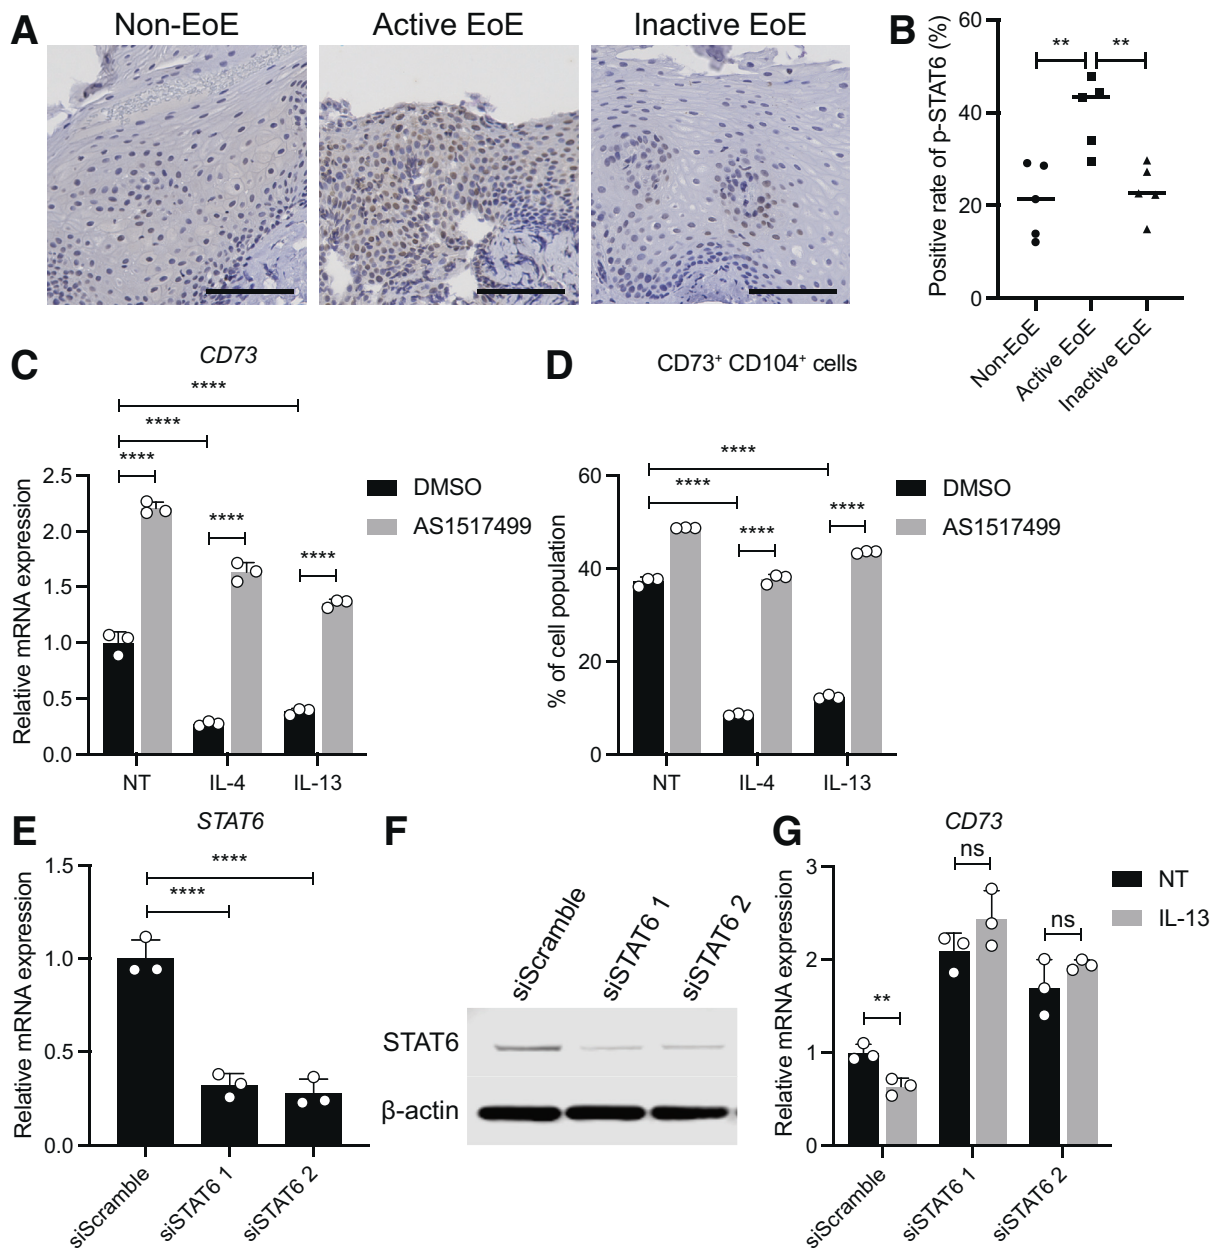 A
Non-EoE
Active EoE
Inactive EoE
B
Positive rate of p-STAT6 (%)
60
40
20
0
** **
Non-EoE
Active EoE
Inactive EoE
C
CD73
****
****
****
****
****
Relative mRNA expression
2.5
2.0
1.5
1.0
0.5
0.0
NT IL-4 IL-13
DMSO
AS1517499
D
CD73⁺ CD104⁺ cells
****
****
****
****
% of cell population
60
40
20
0
NT IL-4 IL-13
DMSO
AS1517499
E
STAT6
****
****
Relative mRNA expression
1.5
1.0
0.5
0.0
siScramble
siSTAT6 1
siSTAT6 2
F
siScramble
siSTAT6 1
siSTAT6 2
STAT6
β-actin
G
CD73
ns
ns
**
Relative mRNA expression
3
2
1
0
siScramble
siSTAT6 1
siSTAT6 2
NT
IL-13